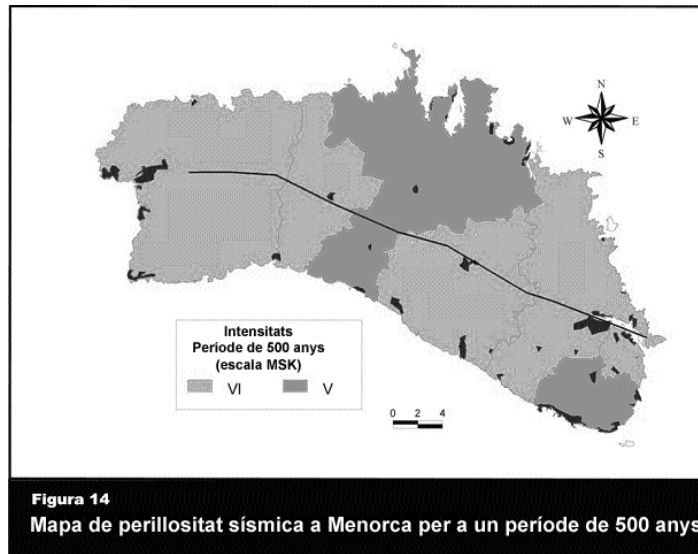 N
W E
S
Intensitats
Període de 500 anys
(escala MSK)
VI V
0 2 4
Figura 14
Mapa de perillositat sísmica a Menorca per a un període de 500 anys